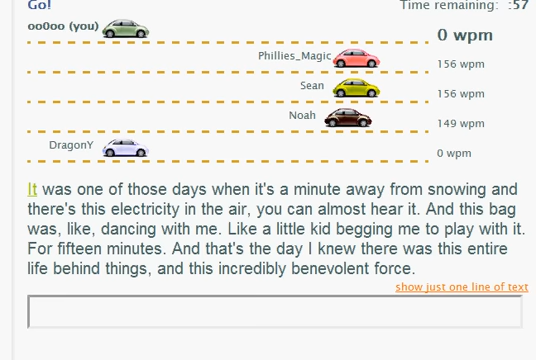 Go!
Time remaining: :57
oo0oo (you)
0 wpm
Phillies_Magic
156 wpm
Sean
156 wpm
Noah
149 wpm
DragonY
0 wpm
It was one of those days when it's a minute away from snowing and
there's this electricity in the air, you can almost hear it. And this bag
was, like, dancing with me. Like a little kid begging me to play with it.
For fifteen minutes. And that's the day I knew there was this entire
life behind things, and this incredibly benevolent force.
show just one line of text